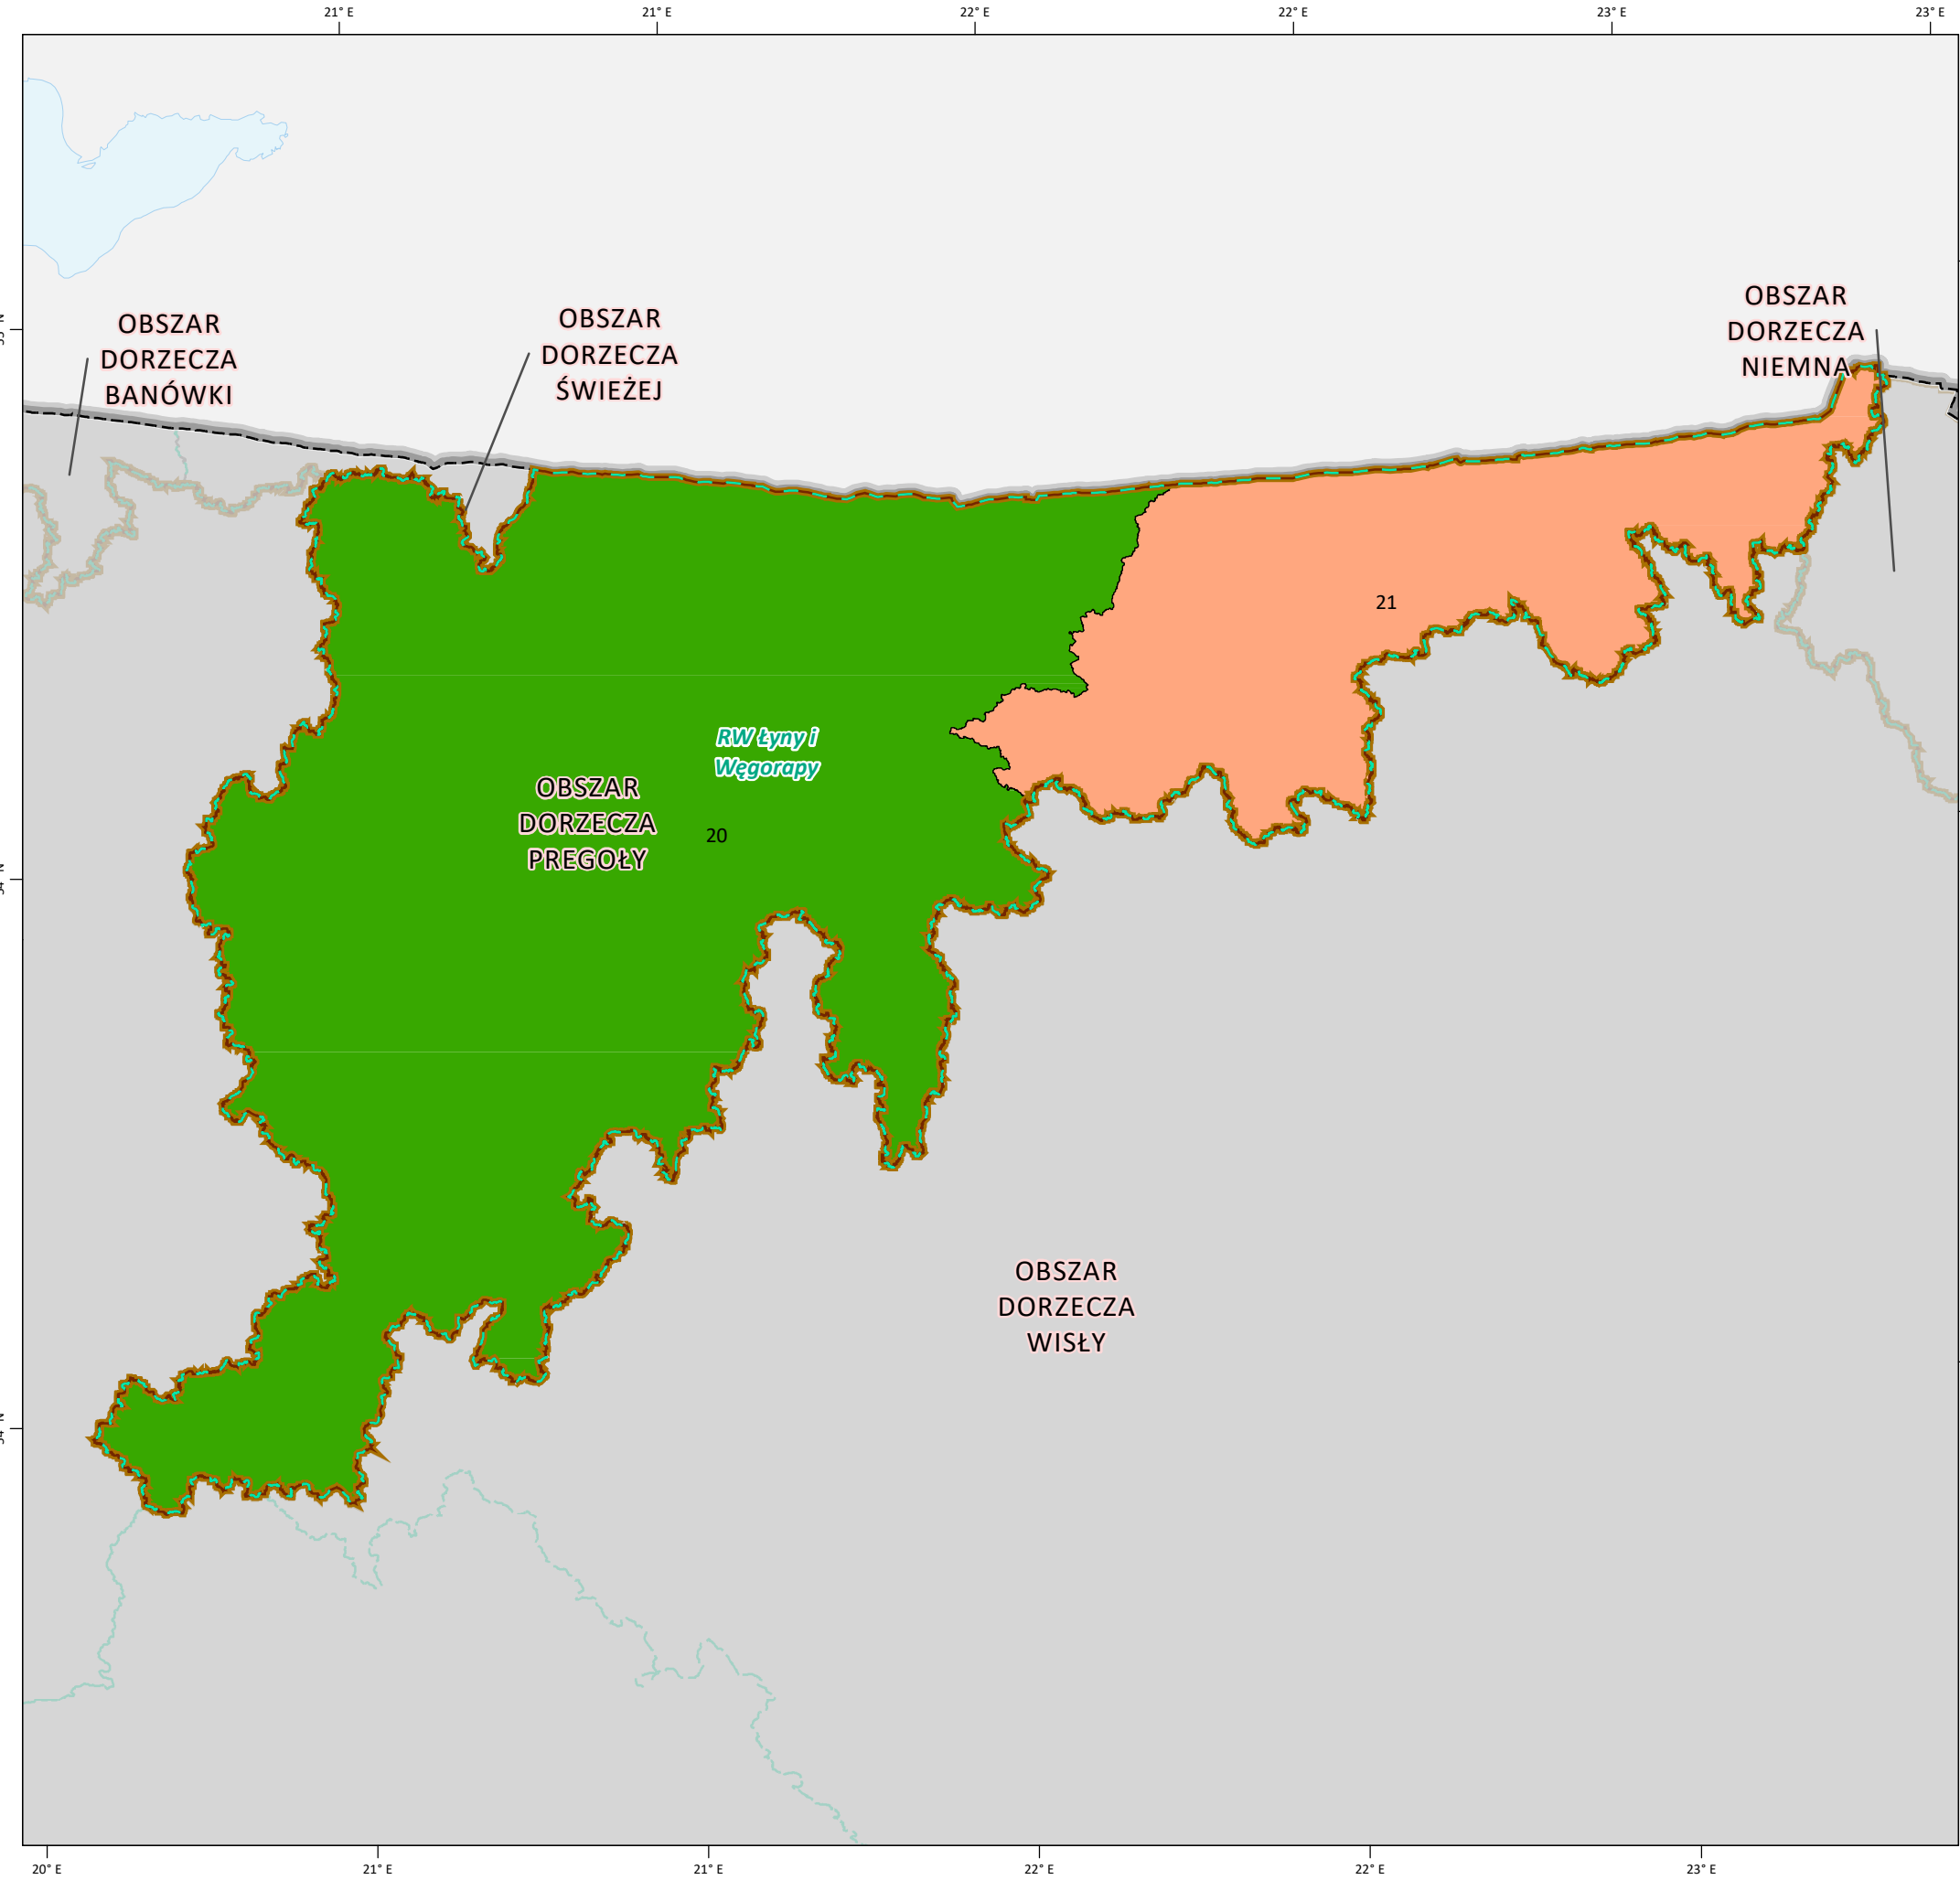 21° E
21° E
22° E
22° E
23° E
23° E
OBSZAR
DORZECZA
BANÓWKI
OBSZAR
DORZECZA
ŚWIEŻEJ
OBSZAR
DORZECZA
NIEMNA
21
RW Łyny i
Węgorapy
OBSZAR
DORZECZA
PREGOŁY
20
OBSZAR
DORZECZA
WISŁY
20° E
21° E
21° E
22° E
22° E
23° E